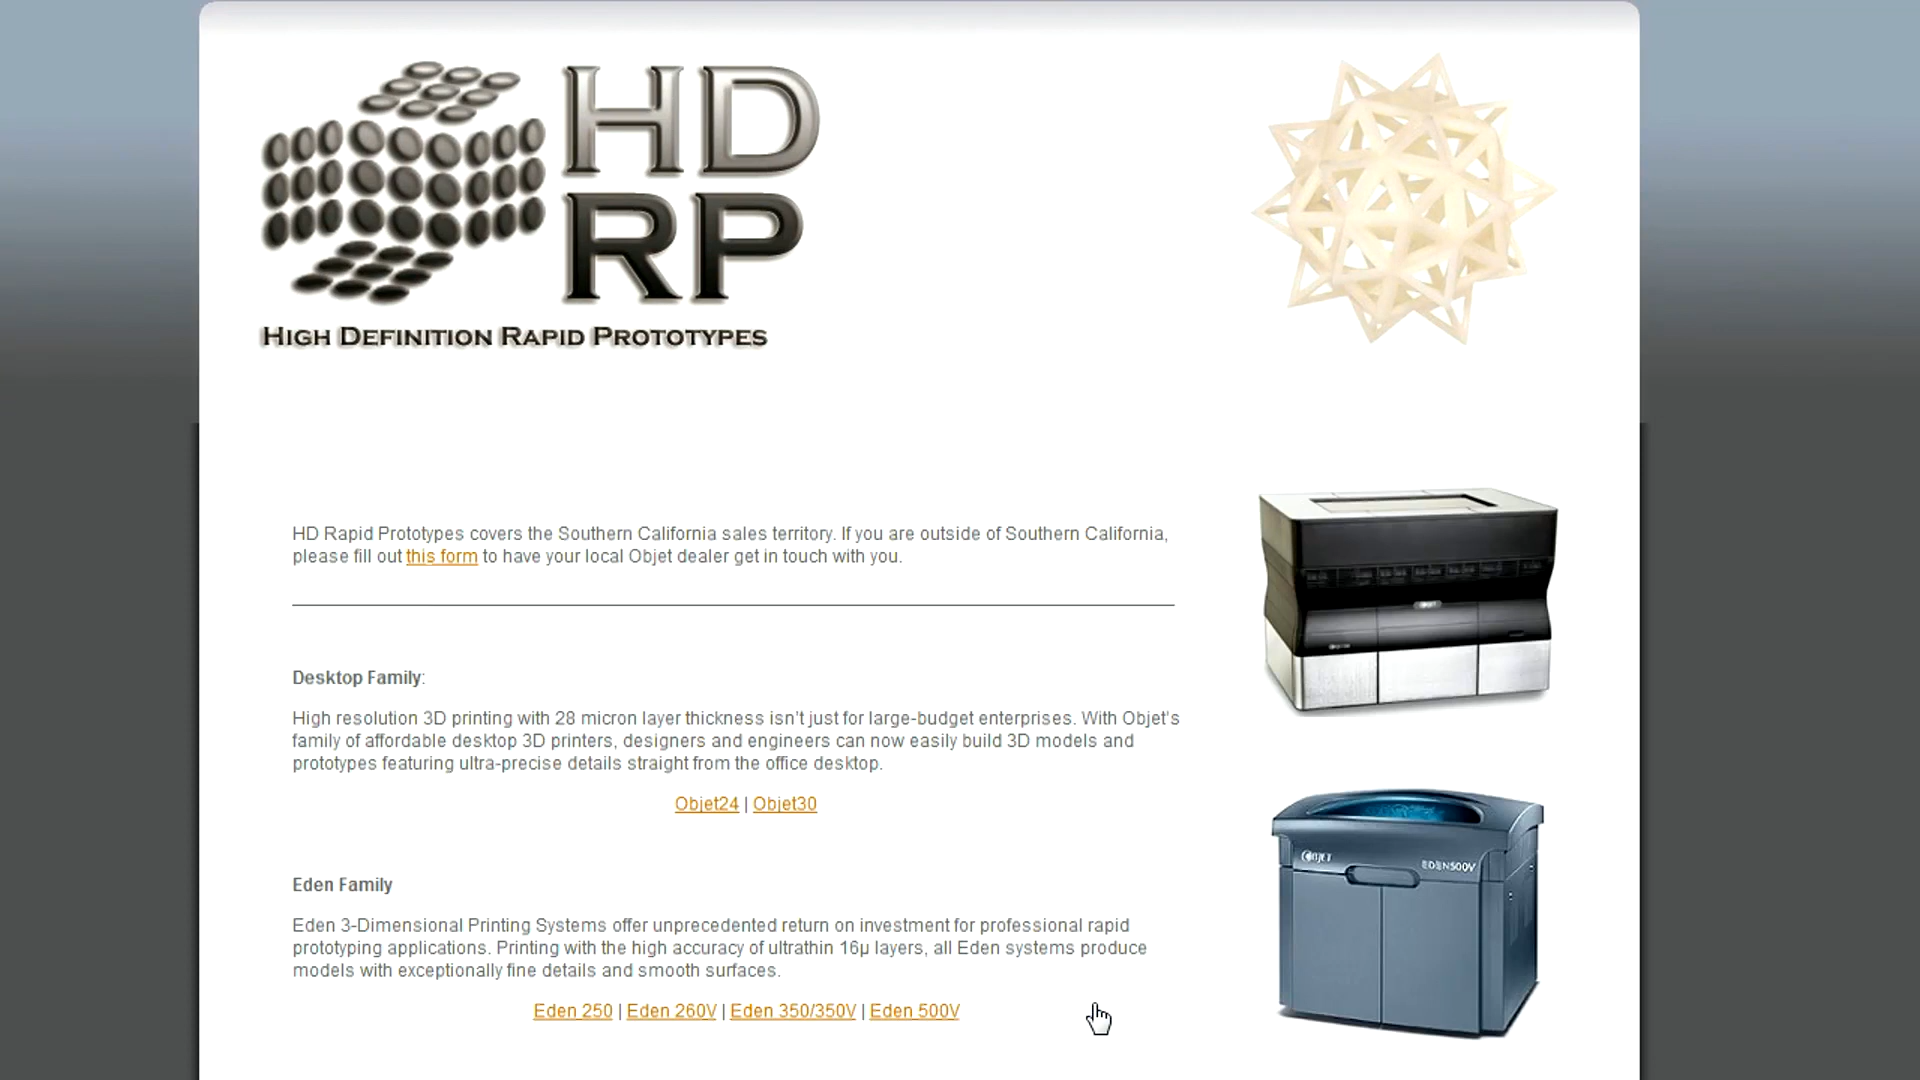 HD
RP
HIGH DEFINITION RAPID PROTOTYPES
HD Rapid Prototypes covers the Southern California sales territory. If you are outside of Southern California,
please fill out this form to have your local Objet dealer get in touch with you.
Desktop Family:
High resolution 3D printing with 28 micron layer thickness isn't just for large-budget enterprises. With Objet's
family of affordable desktop 3D printers, designers and engineers can now easily build 3D models and
prototypes featuring ultra-precise details straight from the office desktop.
Objet24 | Objet30
Eden Family
Eden 3-Dimensional Printing Systems offer unprecedented return on investment for professional rapid
prototyping applications. Printing with the high accuracy of ultrathin 16µ layers, all Eden systems produce
models with exceptionally fine details and smooth surfaces.
Eden 250 | Eden 260V | Eden 350/350V | Eden 500V
OBJET
EDEN500V